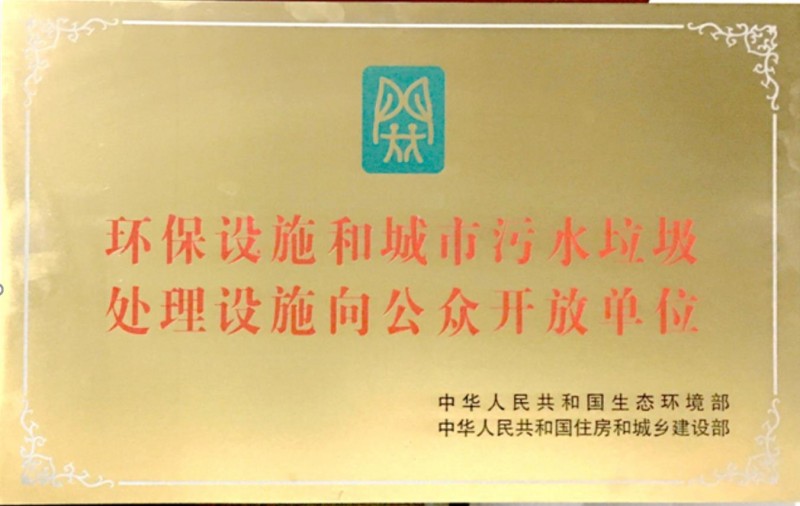 环保设施和城市污水垃圾
处理设施向公众开放单位
中华人民共和国生态环境部
中华人民共和国住房和城乡建设部